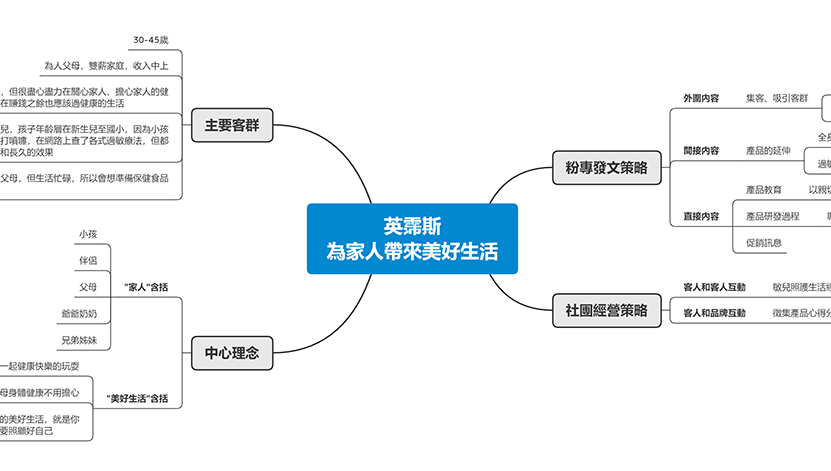 英霈斯
為家人帶來美好生活
主要客群
30-45歲
為人父母，雙薪家庭，收入中上
，但很盡心盡力在關心家人、擔心家人的健
在賺錢之餘也應該過健康的生活
兒，孩子年齡層在新生兒至國小，因為小孩
打噴嚏，在網路上查了各式過敏療法，但都
和長久的效果
父母，但生活忙碌，所以會想準備保健食品
中心理念
"家人"含括
小孩
伴侶
父母
爺爺奶奶
兄弟姊妹
"美好生活"含括
一起健康快樂的玩耍
母身體健康不用擔心
的美好生活，就是你
要照顧好自己
粉專發文策略
外圍內容
集客、吸引客群
間接內容
產品的延伸
全身
過敏
直接內容
產品教育
以親切
產品研發過程
專
促銷訊息
社團經營策略
客人和客人互動
敏兒照護生活經
客人和品牌互動
徵集產品心得分